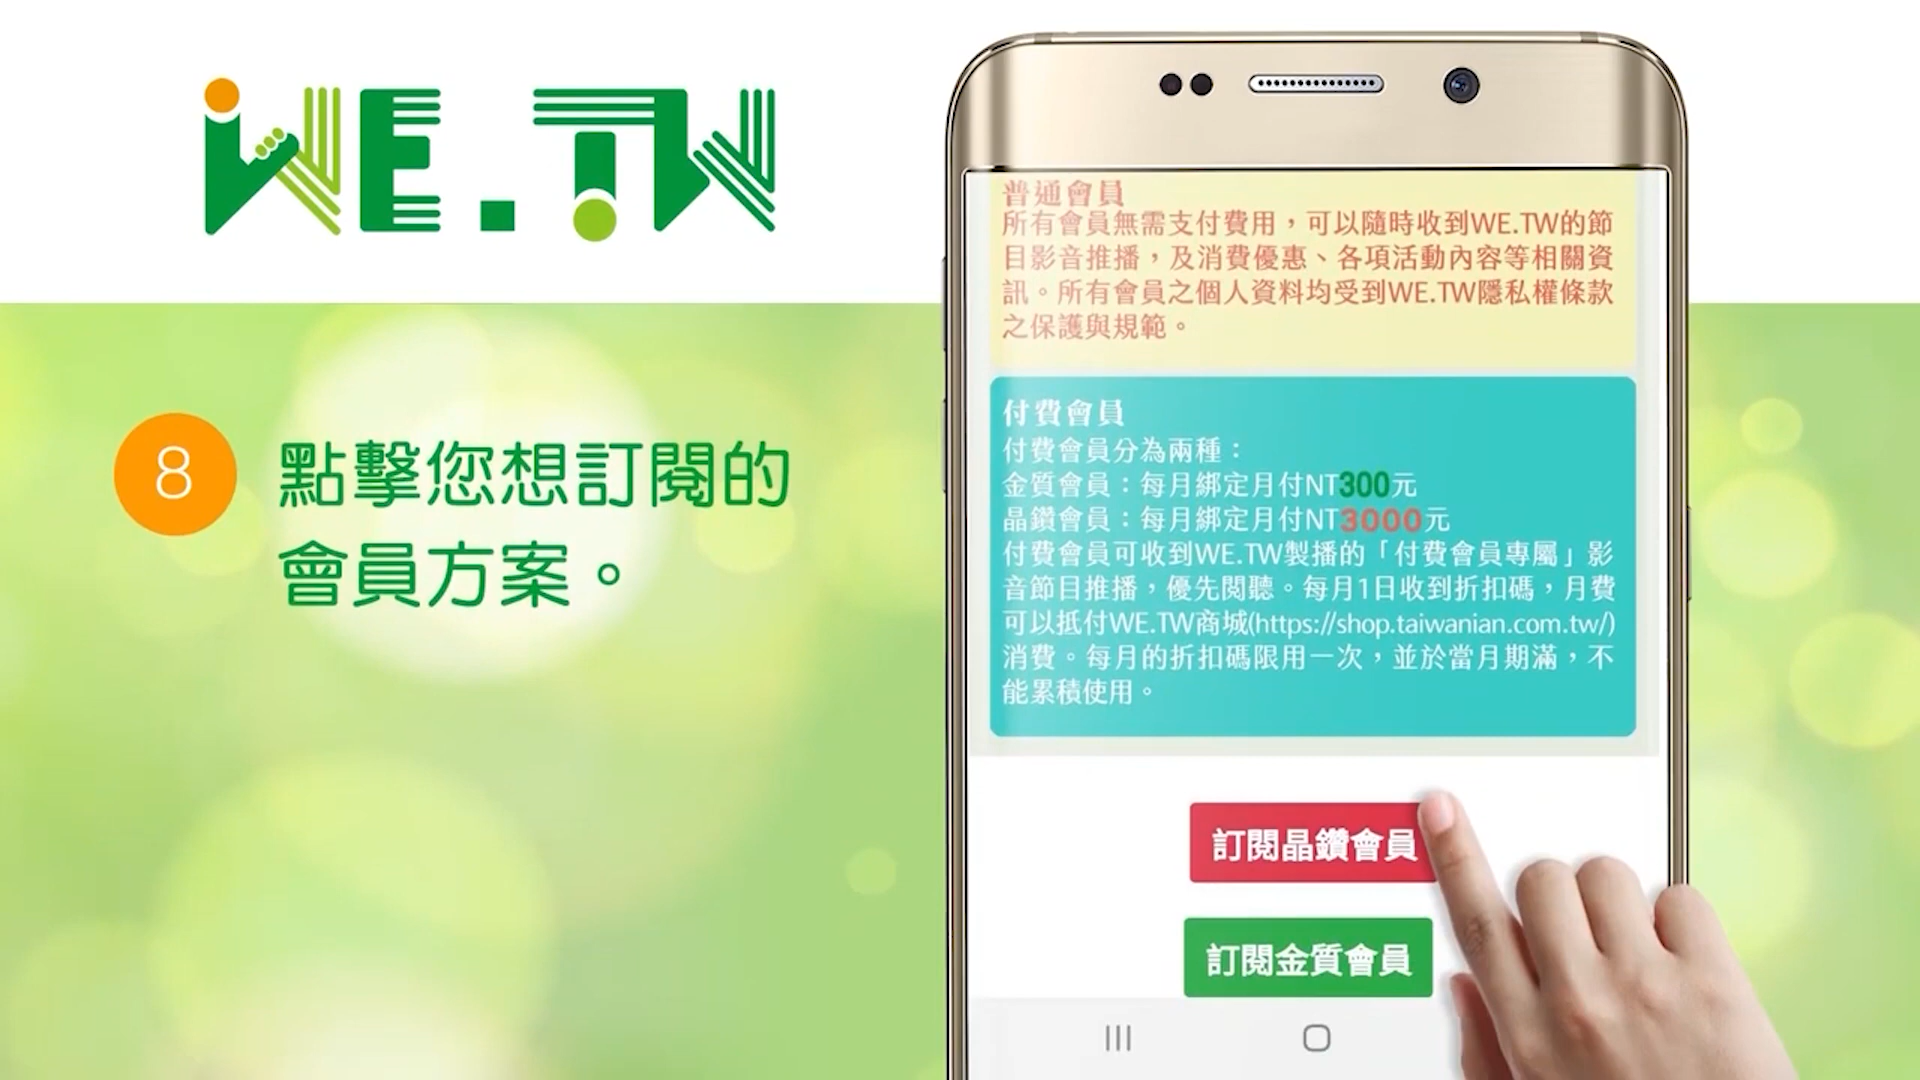 WE.TW
8
點擊您想訂閱的
會員方案。
普通會員
所有會員無需支付費用，可以隨時收到WE.TW的節
目影音推播，及消費優惠、各項活動內容等相關資
訊。所有會員之個人資料均受到WE.TW隱私權條款
之保護與規範。
付費會員
付費會員分為兩種：
金質會員：每月綁定月付NT300元
晶鑽會員：每月綁定月付NT3000元
付費會員可收到WE.TW製播的「付費會員專屬」影
音節目推播，優先閱聽。每月1日收到折扣碼，月費
可以抵付WE.TW商城(https://shop.taiwanian.com.tw/)
消費。每月的折扣碼限用一次，並於當月期滿，不
能累積使用。
訂閱晶鑽會員
訂閱金質會員